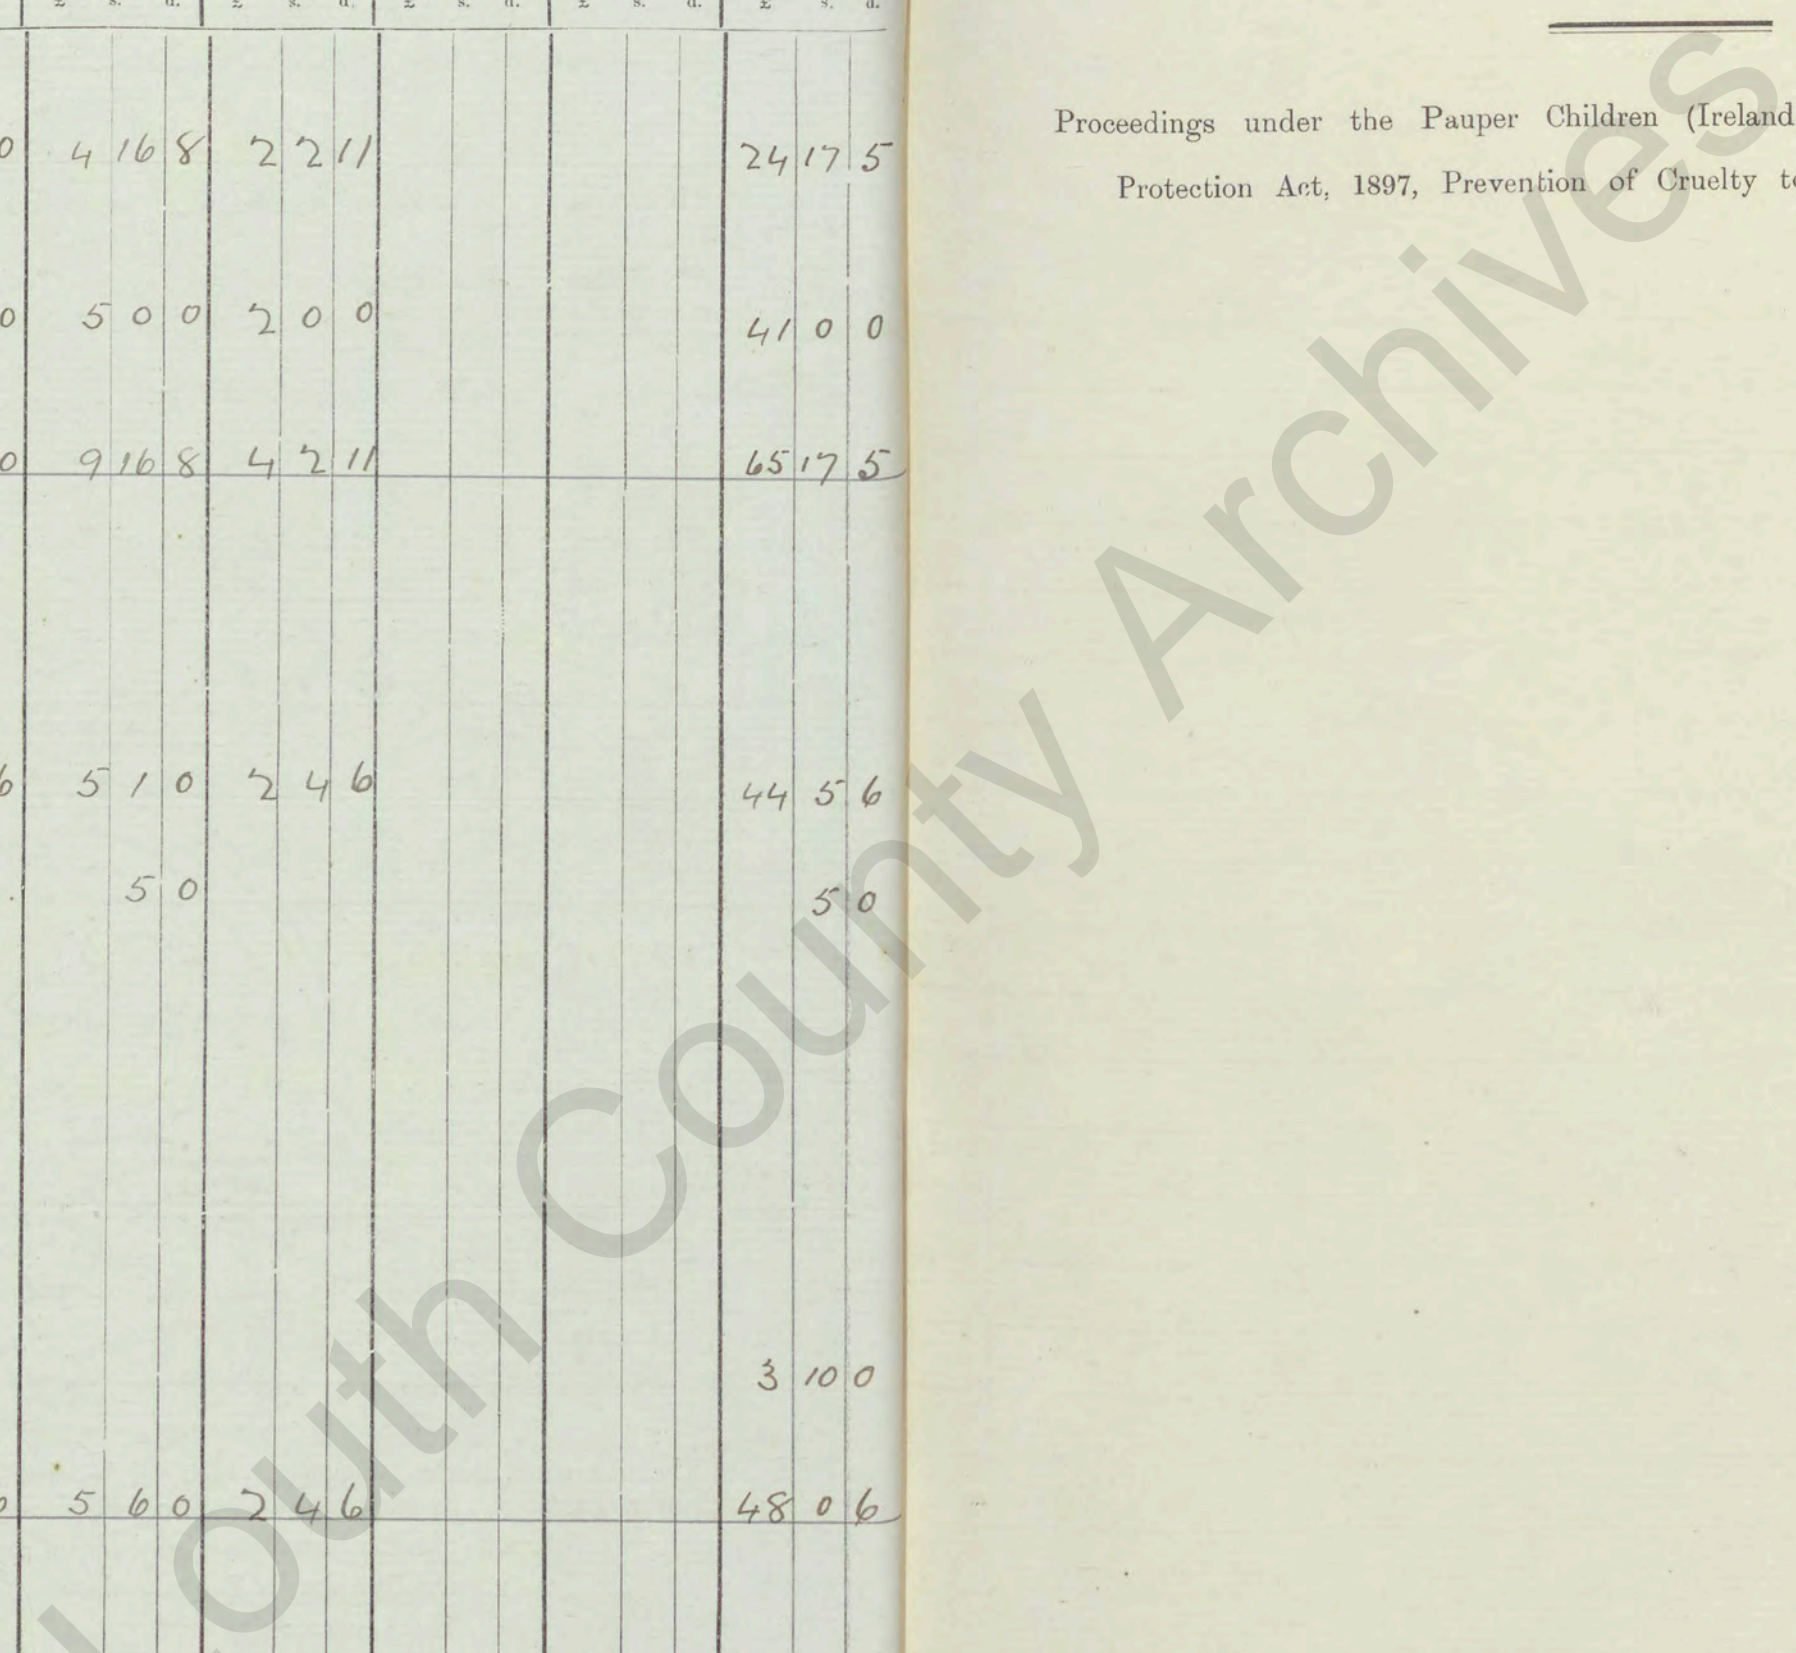 £ s. d. £ s. d. £ s. d. £ s. d. £ s. d.
0 4 16 8 2 2 11 24 17 5
0 5 0 0 2 0 0 41 0 0
0 9 16 8 4 2 11 65 17 5
6 5 1 0 2 4 6 44 5 6
5 0 5 0
3 10 0
5 6 0 2 4 6 48 0 6
Proceedings under the Pauper Children (Ireland
Protection Act, 1897, Prevention of Cruelty to
Louth County Archives